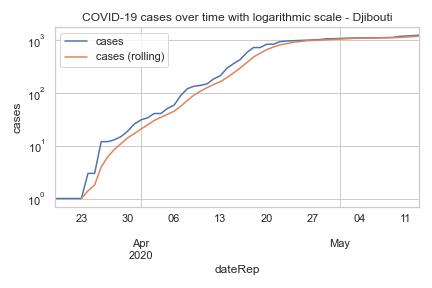 COVID-19 cases over time with logarithmic scale - Djibouti
cases
cases (rolling)
10³
10²
10¹
10⁰
cases
23 30 06 13 20 27 04 11
Apr May
2020
dateRep